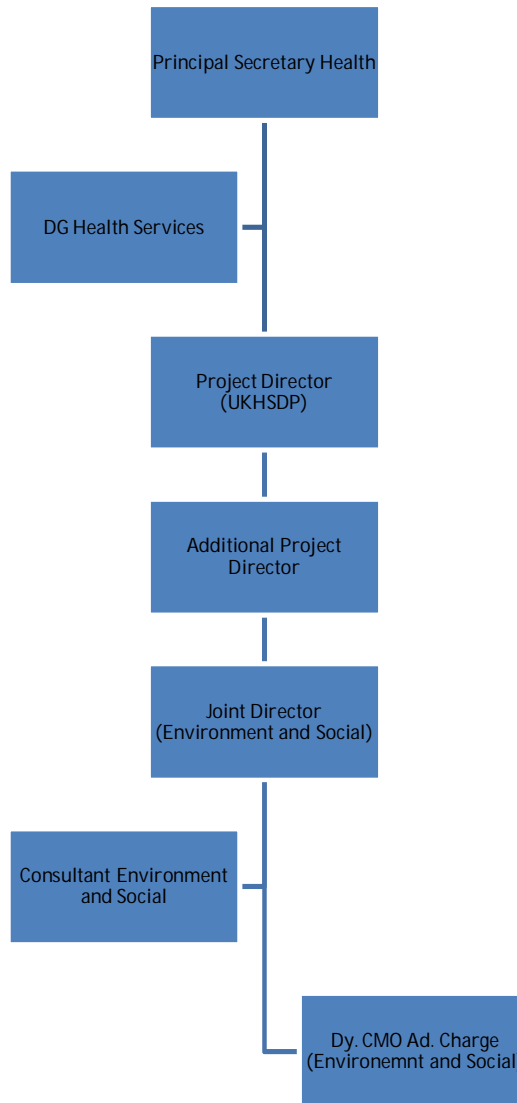 Principal Secretary Health
DG Health Services
Project Director
(UKHSDP)
Additional Project
Director
Joint Director
(Environment and Social)
Consultant Environment
and Social
Dy. CMO Ad. Charge
(Environemnt and Social